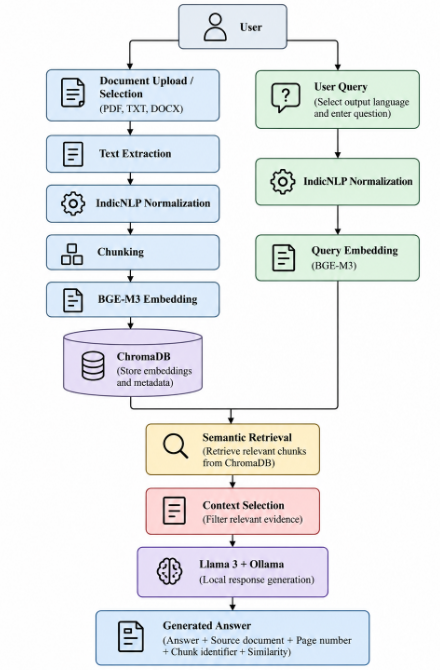 User
Document Upload /
Selection
(PDF, TXT, DOCX)
Text Extraction
IndicNLP Normalization
Chunking
BGE-M3 Embedding
ChromaDB
(Store embeddings
and metadata)
User Query
(Select output language
and enter question)
IndicNLP Normalization
Query Embedding
(BGE-M3)
Semantic Retrieval
(Retrieve relevant chunks
from ChromaDB)
Context Selection
(Filter relevant evidence)
Llama 3 + Ollama
(Local response generation)
Generated Answer
(Answer + Source document + Page number
+ Chunk identifier + Similarity)